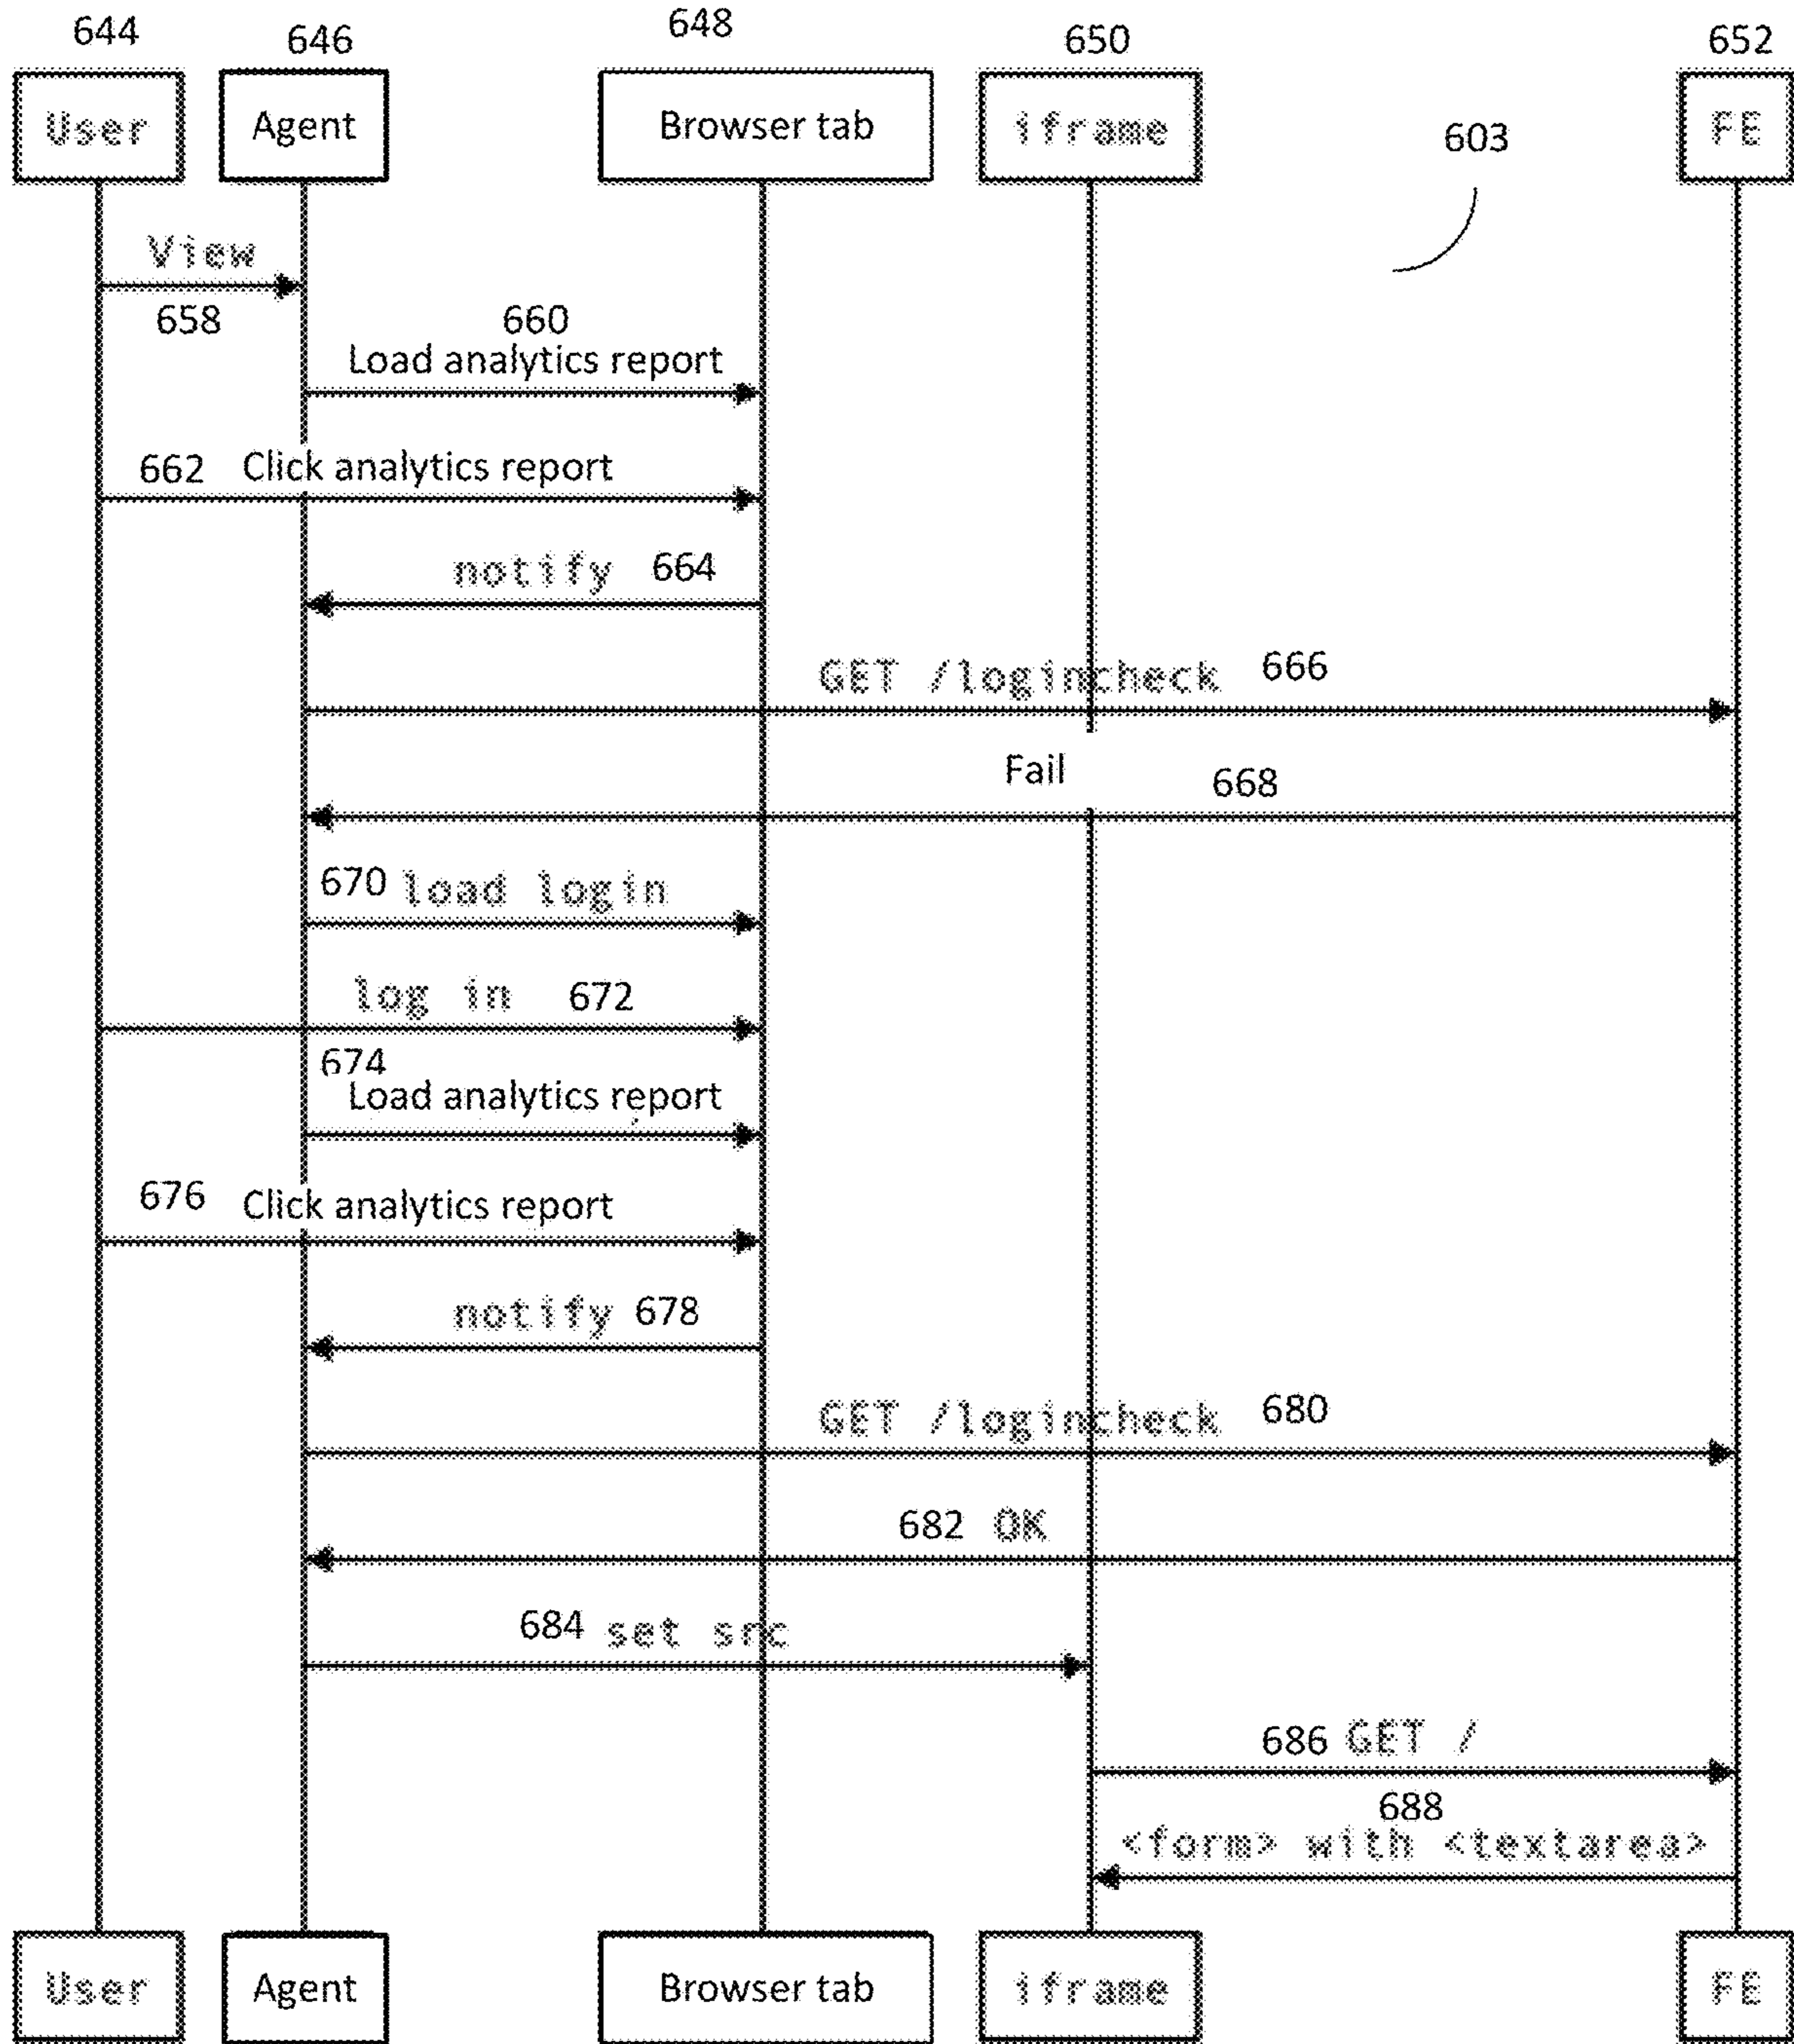 644
646
648
650
652
User
Agent
Browser tab
iframe
FE
603
View
658
660
Load analytics report
662 Click analytics report
notify 664
GET /logincheck 666
Fail
668
670 load login
log in 672
674
Load analytics report
676 Click analytics report
notify 678
GET /logincheck 680
682 OK
684 set src
686 GET /
688
<form> with <textarea>
User
Agent
Browser tab
iframe
FE